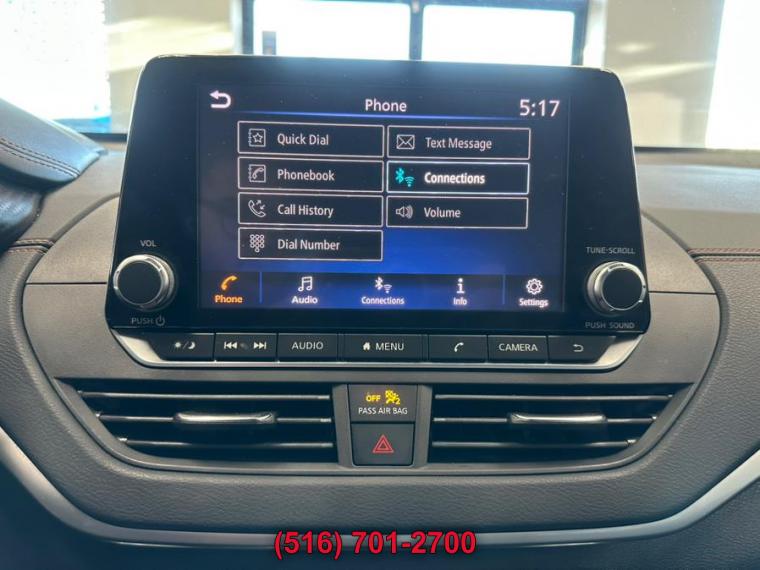 Phone 5:17
Quick Dial Text Message
Phonebook Connections
Call History Volume
Dial Number
VOL TUNE·SCROLL
Phone Audio Connections Info Settings
PUSH PUSH SOUND
AUDIO MENU CAMERA
OFF 2
PASS AIR BAG
(516) 701-2700